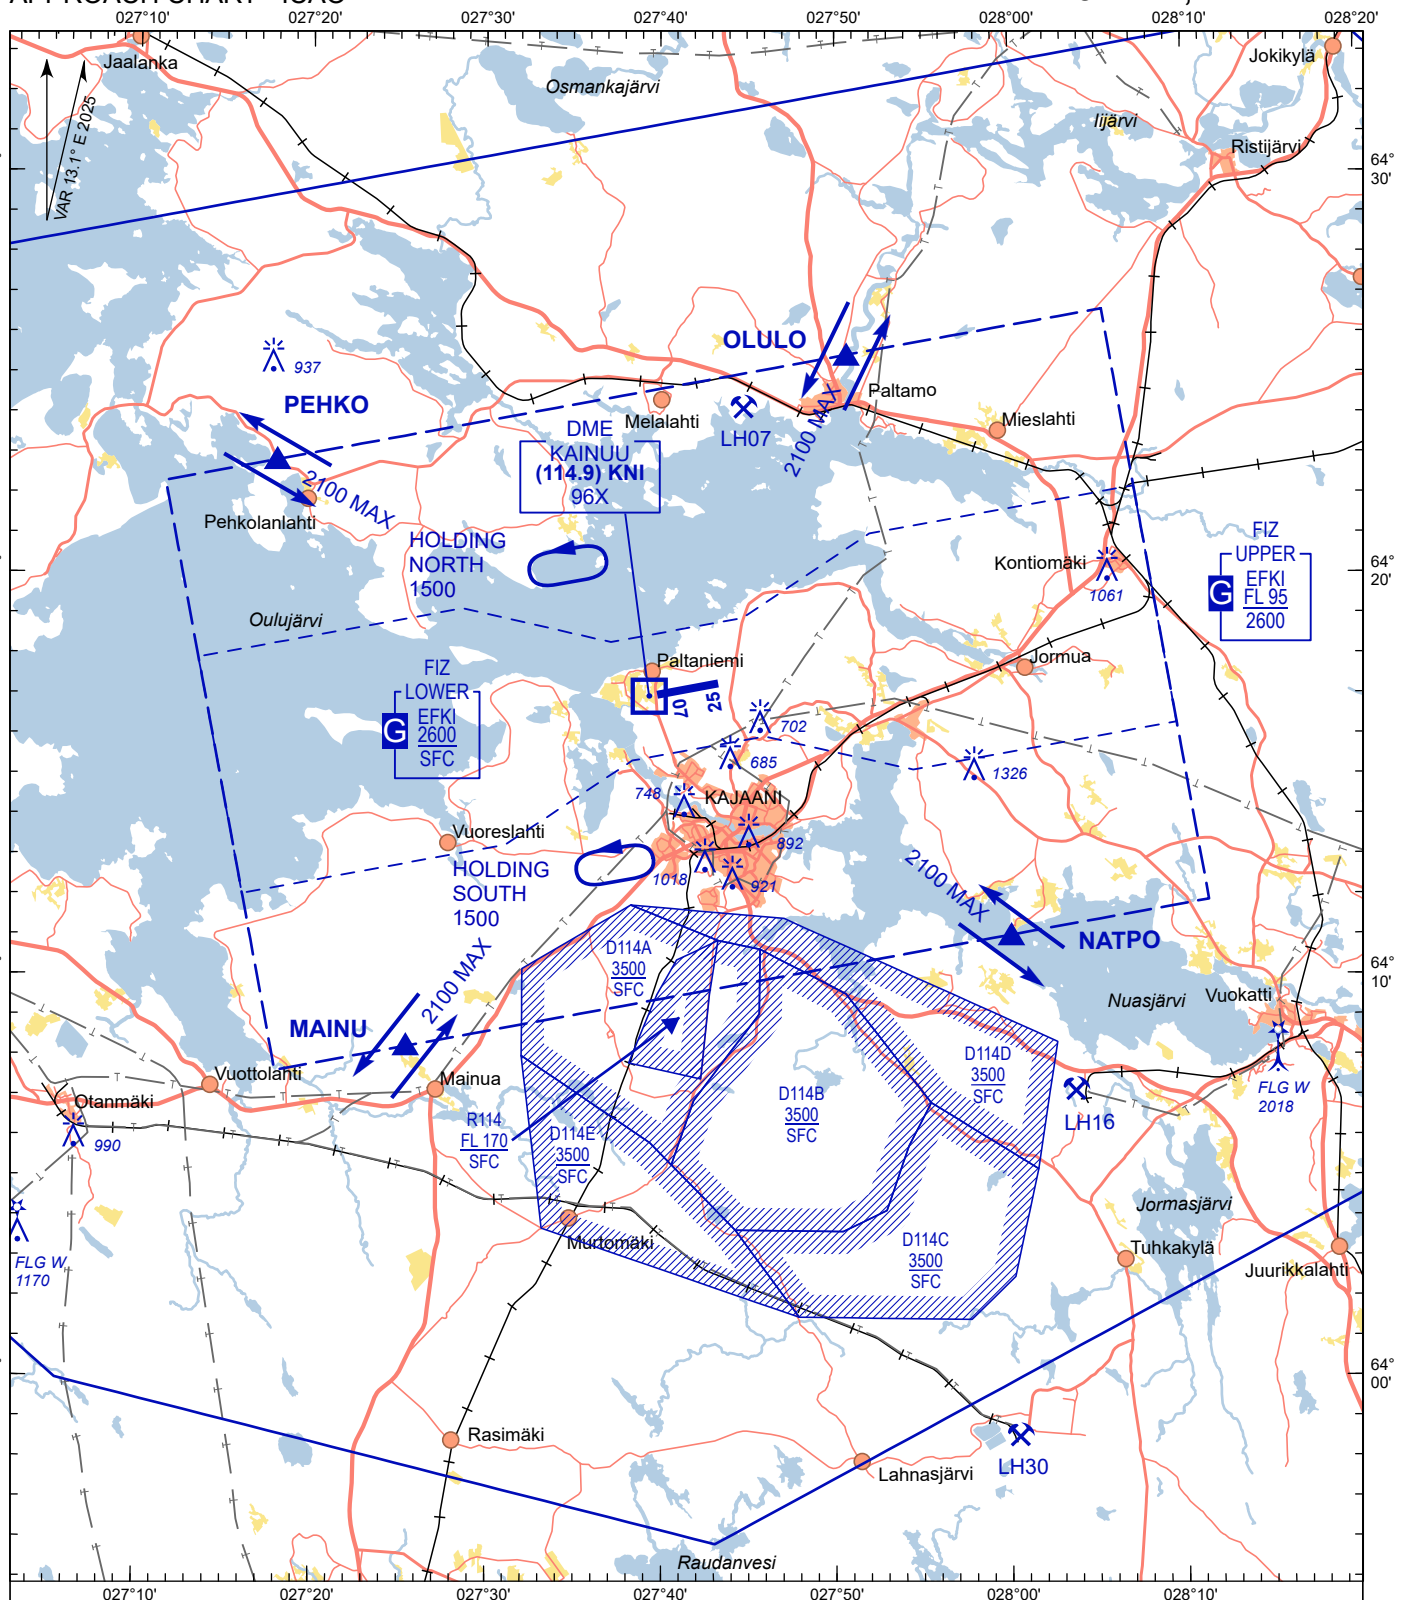 027°10'
027°20'
027°30'
027°40'
027°50'
028°00'
028°10'
028°20'
Jaalanka
Osmankajärvi
Jokikylä
Iijärvi
Ristijärvi
VAR 13.1° E 2025
64°
30'
937
PEHKO
OLULO
Paltamo
Melalahti
LH07
Mieslahti
2100 MAX
DME
KAINUU
(114.9) KNI
96X
2100 MAX
Pehkolanlahti
HOLDING
NORTH
1500
Kontiomäki
1061
FIZ
UPPER
G
EFKI
FL 95
2600
64°
20'
Oulujärvi
Paltaniemi
Jormua
FIZ
LOWER
G
EFKI
2600
SFC
07
25
702
685
1326
748
KAJAANI
892
Vuoreslahti
1018
921
HOLDING
SOUTH
1500
2100 MAX
NATPO
D114A
3500
SFC
64°
10'
2100 MAX
MAINU
Nuasjärvi
Vuokatti
Vuottolahti
Mainua
Otanmäki
990
D114D
3500
SFC
D114B
3500
SFC
FLG W
2018
LH16
R114
FL 170
SFC
D114E
3500
SFC
Jormasjärvi
FLG W
1170
Murtomäki
D114C
3500
SFC
Tuhkakylä
Juurikkalahti
64°
00'
Rasimäki
Lahnasjärvi
LH30
Raudanvesi
027°10'
027°20'
027°30'
027°40'
027°50'
028°00'
028°10'